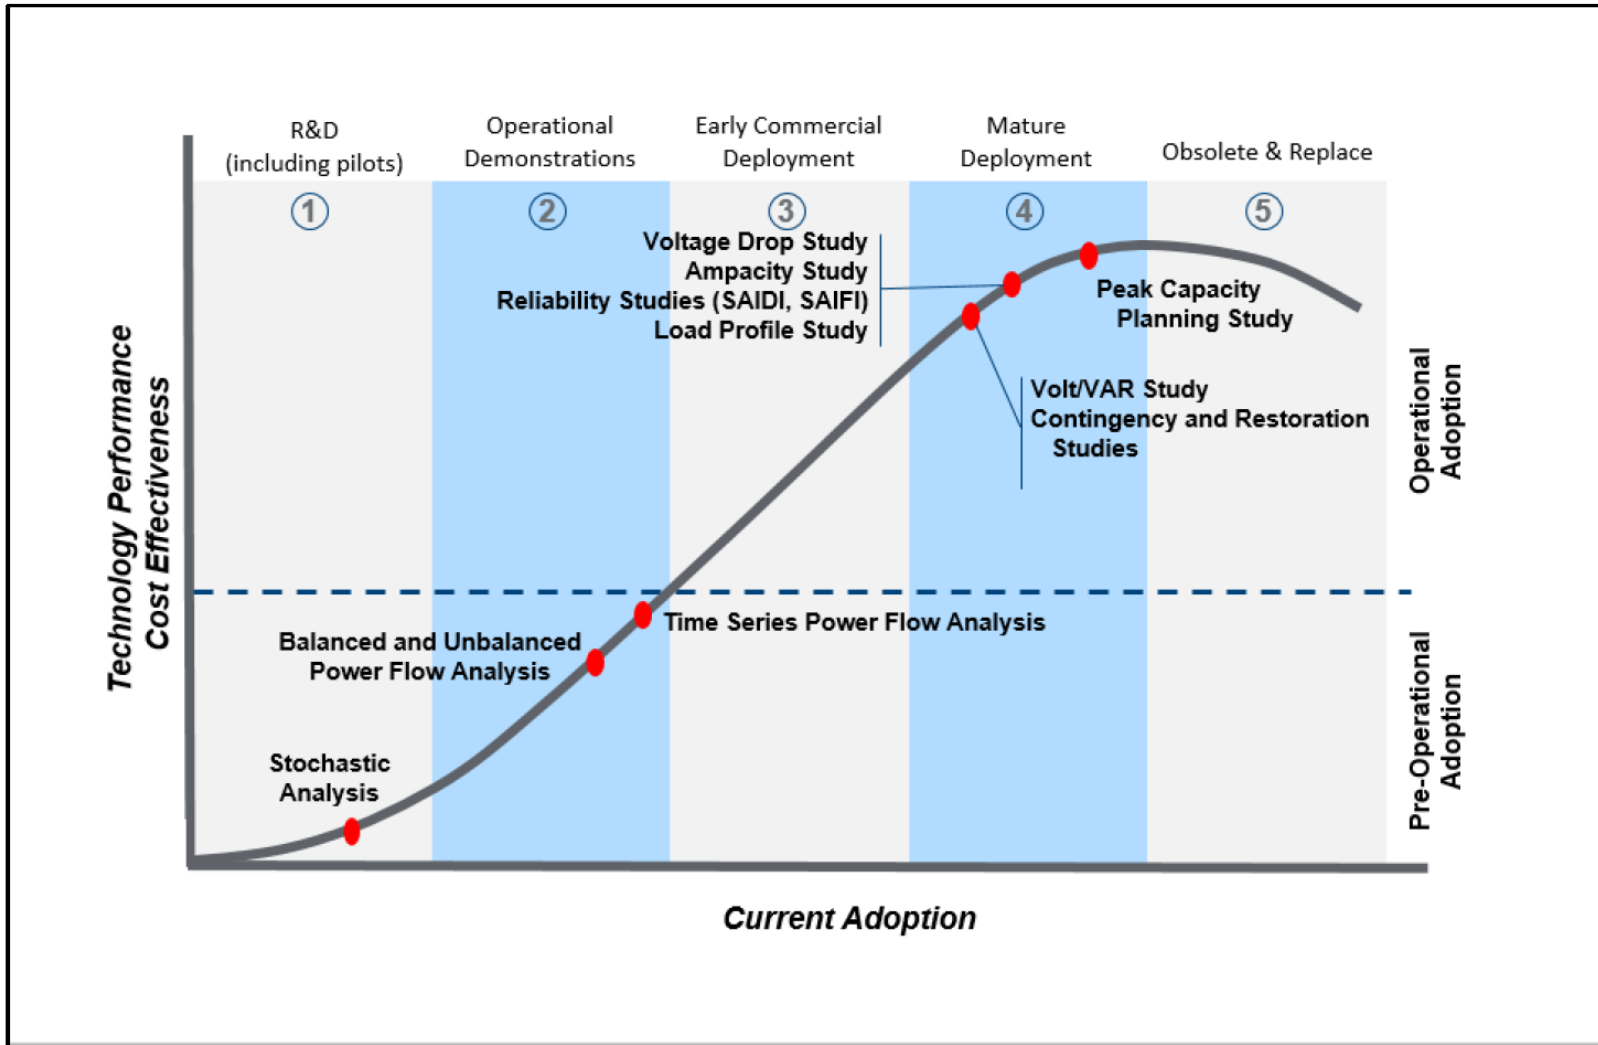 R&D
(including pilots)
Operational
Demonstrations
Early Commercial
Deployment
Mature
Deployment
Obsolete & Replace
1
2
3
4
5
Voltage Drop Study
Ampacity Study
Reliability Studies (SAIDI, SAIFI)
Load Profile Study
Peak Capacity
Planning Study
Volt/VAR Study
Contingency and Restoration
Studies
Time Series Power Flow Analysis
Balanced and Unbalanced
Power Flow Analysis
Stochastic
Analysis
Technology Performance
Cost Effectiveness
Operational
Adoption
Pre-Operational
Adoption
Current Adoption